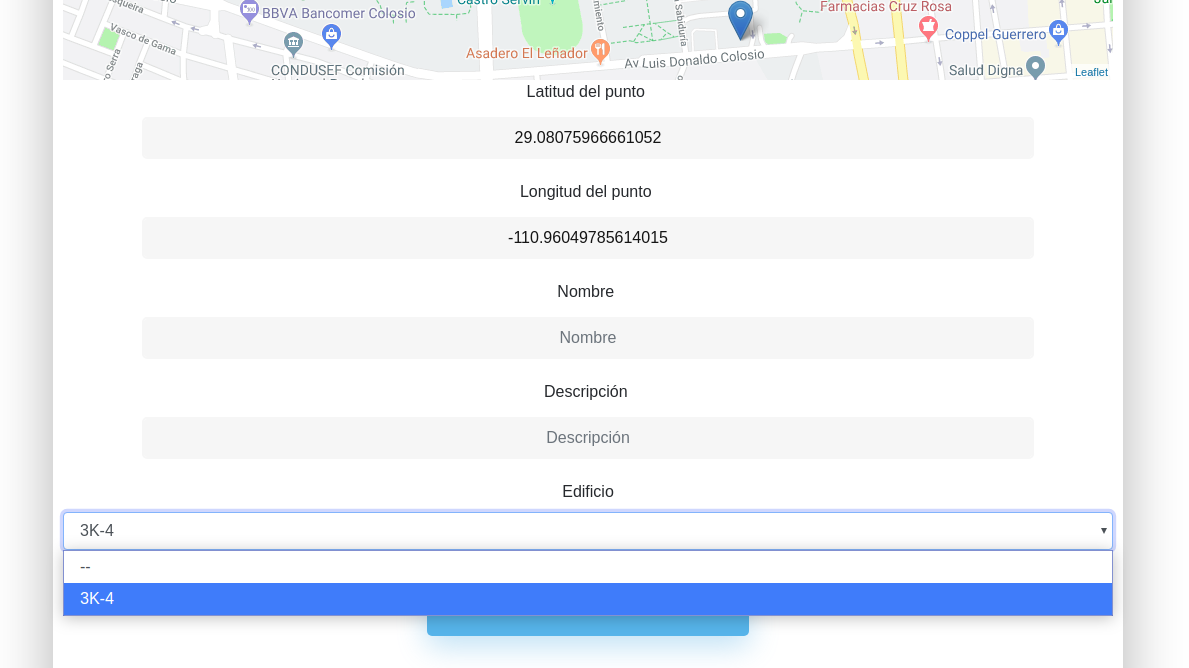 squeira
BBVA Bancomer Colosio
Castro Servín
Farmacias Cruz Rosa
Vasco de Gama
Sabiduría
Coppel Guerrero
Asadero El Leñador
Av Luis Donaldo Colosio
CONDUSEF Comisión
Salud Digna
Leaflet
Latitud del punto
29.08075966661052
Longitud del punto
-110.96049785614015
Nombre
Nombre
Descripción
Descripción
Edificio
3K-4
--
3K-4